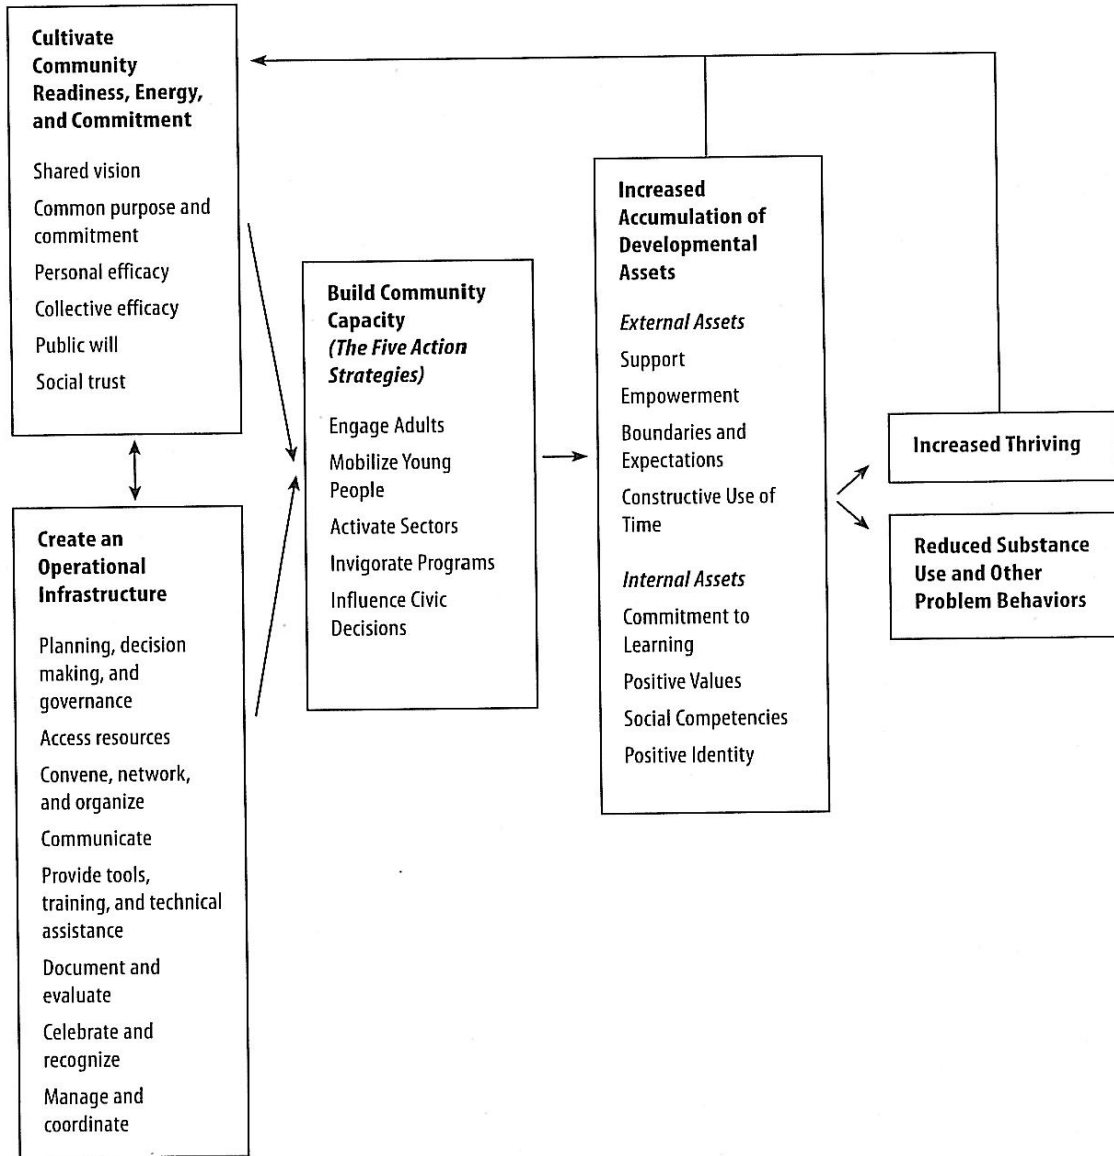 Cultivate
Community
Readiness, Energy,
and Commitment
Shared vision
Common purpose and
commitment
Personal efficacy
Collective efficacy
Public will
Social trust
Create an
Operational
Infrastructure
Planning, decision
making, and
governance
Access resources
Convene, network,
and organize
Communicate
Provide tools,
training, and technical
assistance
Document and
evaluate
Celebrate and
recognize
Manage and
coordinate
Build Community
Capacity
(The Five Action
Strategies)
Engage Adults
Mobilize Young
People
Activate Sectors
Invigorate Programs
Influence Civic
Decisions
Increased
Accumulation of
Developmental
Assets
External Assets
Support
Empowerment
Boundaries and
Expectations
Constructive Use of
Time
Internal Assets
Commitment to
Learning
Positive Values
Social Competencies
Positive Identity
Increased Thriving
Reduced Substance
Use and Other
Problem Behaviors